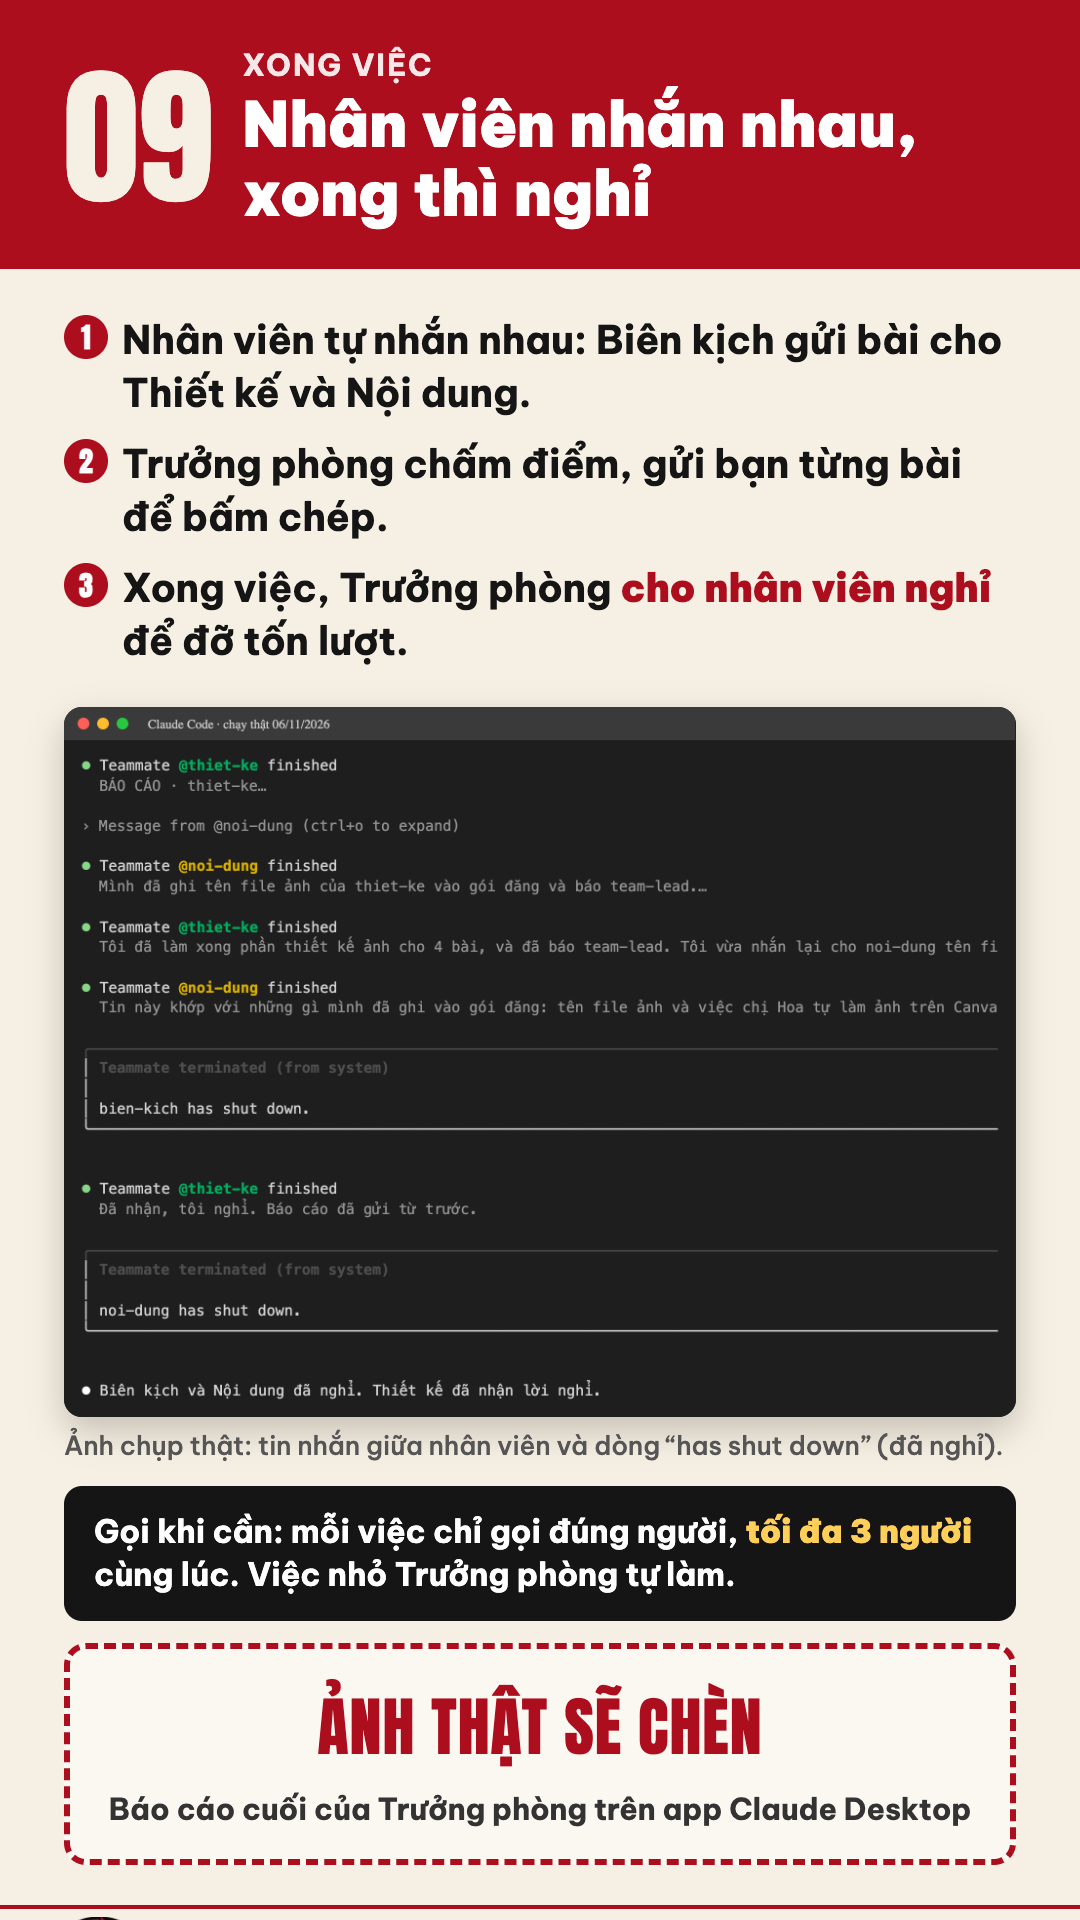 09
XONG VIỆC
Nhân viên nhắn nhau,
xong thì nghỉ
1 Nhân viên tự nhắn nhau: Biên kịch gửi bài cho
Thiết kế và Nội dung.
2 Trưởng phòng chấm điểm, gửi bạn từng bài
để bấm chép.
3 Xong việc, Trưởng phòng cho nhân viên nghỉ
để đỡ tốn lượt.
Claude Code · chạy thật 06/11/2026
● Teammate @thiet-ke finished
BÁO CÁO · thiet-ke…
› Message from @noi-dung (ctrl+o to expand)
● Teammate @noi-dung finished
Mình đã ghi tên file ảnh của thiet-ke vào gói đăng và báo team-lead.…
● Teammate @thiet-ke finished
Tôi đã làm xong phần thiết kế ảnh cho 4 bài, và đã báo team-lead. Tôi vừa nhắn lại cho noi-dung tên fi
● Teammate @noi-dung finished
Tin này khớp với những gì mình đã ghi vào gói đăng: tên file ảnh và việc chị Hoa tự làm ảnh trên Canva
Teammate terminated (from system)
bien-kich has shut down.
● Teammate @thiet-ke finished
Đã nhận, tôi nghỉ. Báo cáo đã gửi từ trước.
Teammate terminated (from system)
noi-dung has shut down.
● Biên kịch và Nội dung đã nghỉ. Thiết kế đã nhận lời nghỉ.
Ảnh chụp thật: tin nhắn giữa nhân viên và dòng “has shut down” (đã nghỉ).
Gọi khi cần: mỗi việc chỉ gọi đúng người, tối đa 3 người
cùng lúc. Việc nhỏ Trưởng phòng tự làm.
ẢNH THẬT SẼ CHÈN
Báo cáo cuối của Trưởng phòng trên app Claude Desktop